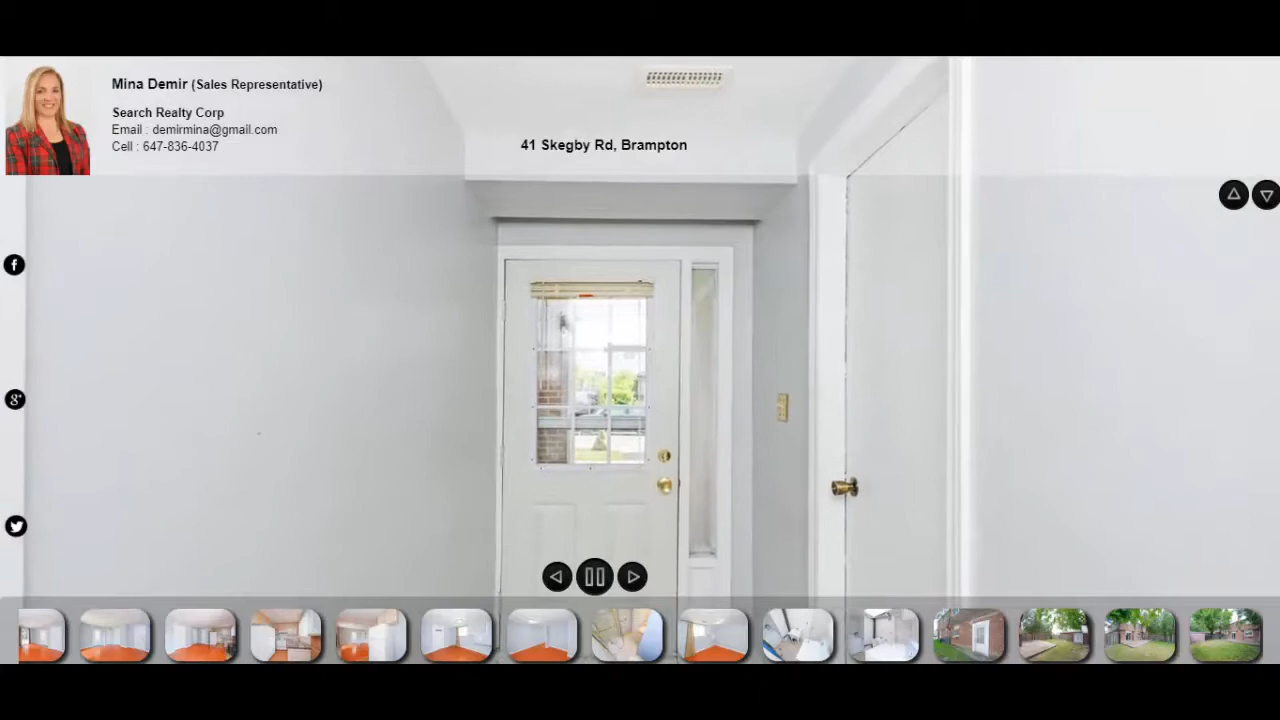 Mina Demir (Sales Representative)
Search Realty Corp
Email : demirmina@gmail.com
Cell : 647-836-4037
41 Skegby Rd, Brampton